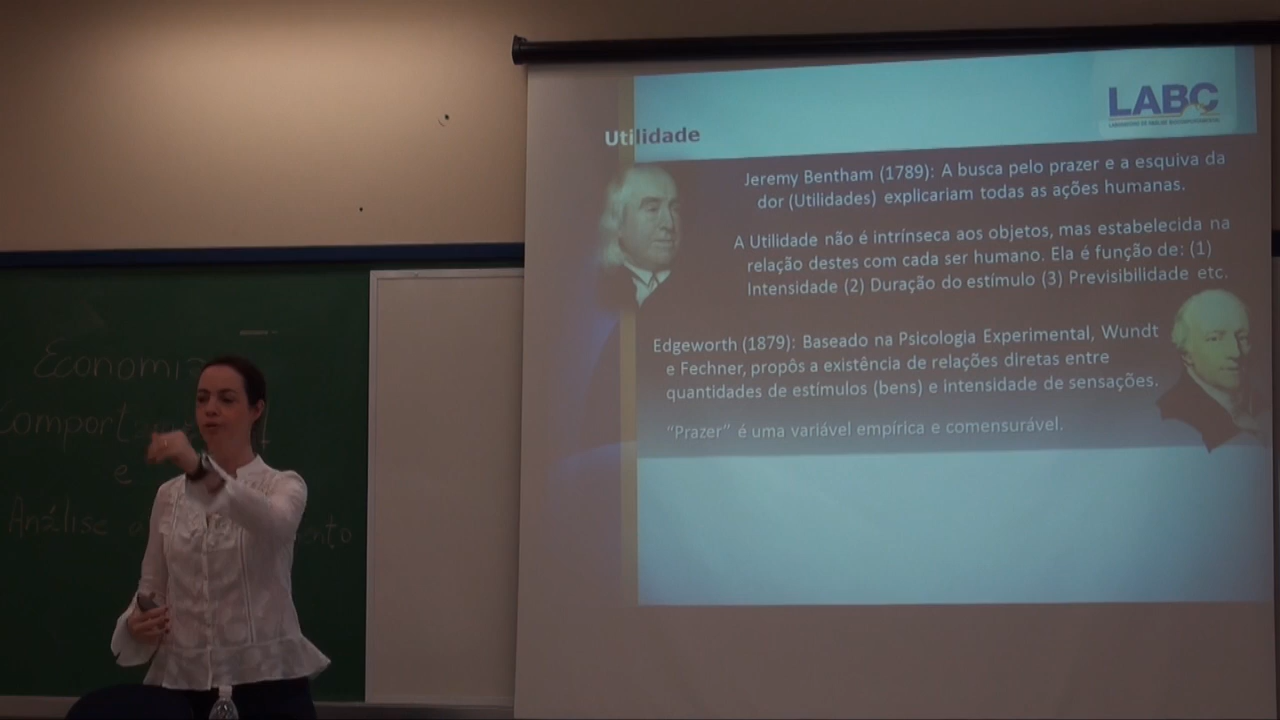 LABC
Utilidade
Jeremy Bentham (1789): A busca pelo prazer e a esquiva da
dor (Utilidades) explicariam todas as ações humanas.
A Utilidade não é intrínseca aos objetos, mas estabelecida na
relação destes com cada ser humano. Ela é função de: (1)
Intensidade (2) Duração do estímulo (3) Previsibilidade etc.
Edgeworth (1879): Baseado na Psicologia Experimental, Wundt
e Fechner, propôs a existência de relações diretas entre
quantidades de estímulos (bens) e intensidade de sensações.
"Prazer" é uma variável empírica e comensurável.
e
Análise